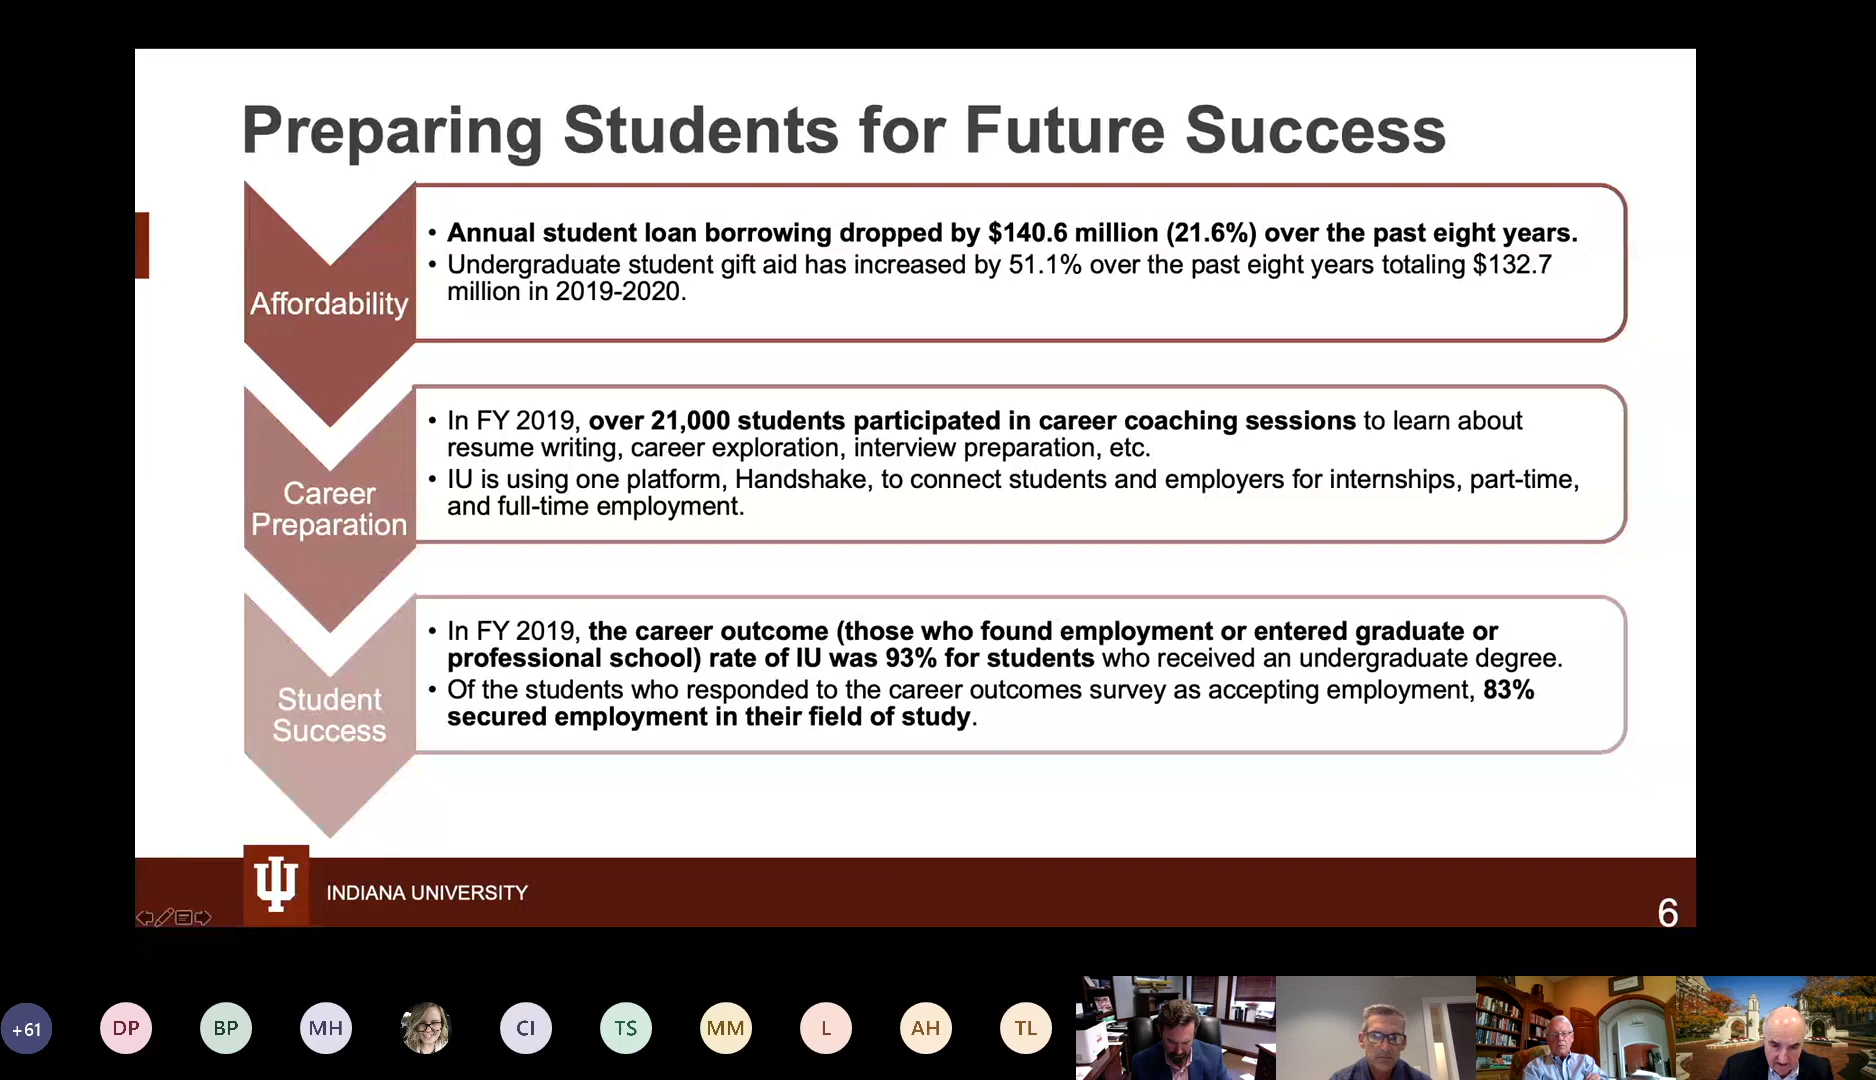 Preparing Students for Future Success
Affordability
• Annual student loan borrowing dropped by $140.6 million (21.6%) over the past eight years.
• Undergraduate student gift aid has increased by 51.1% over the past eight years totaling $132.7
million in 2019-2020.
Career
Preparation
• In FY 2019, over 21,000 students participated in career coaching sessions to learn about
resume writing, career exploration, interview preparation, etc.
• IU is using one platform, Handshake, to connect students and employers for internships, part-time,
and full-time employment.
Student
Success
• In FY 2019, the career outcome (those who found employment or entered graduate or
professional school) rate of IU was 93% for students who received an undergraduate degree.
• Of the students who responded to the career outcomes survey as accepting employment, 83%
secured employment in their field of study.
INDIANA UNIVERSITY
6
+61 DP BP MH CI TS MM L AH TL